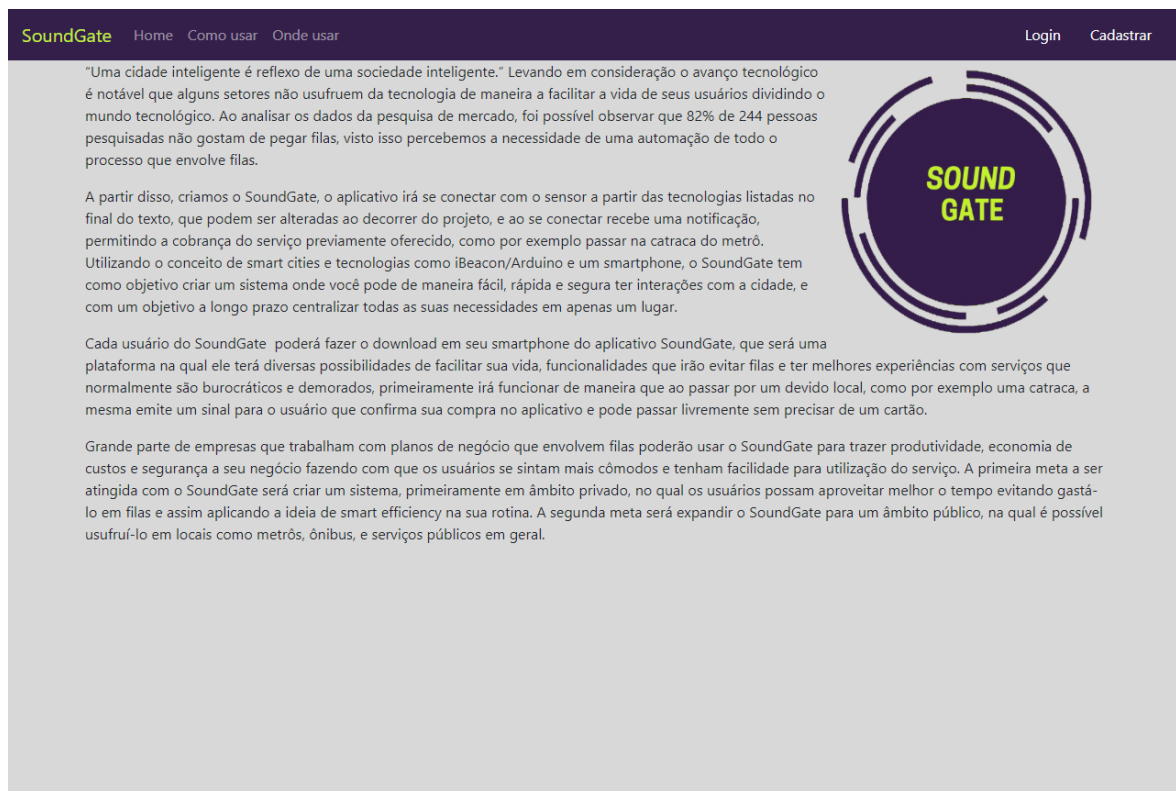 SoundGate Home Como usar Onde usar Login Cadastrar
“Uma cidade inteligente é reflexo de uma sociedade inteligente.” Levando em consideração o avanço tecnológico
é notável que alguns setores não usufruem da tecnologia de maneira a facilitar a vida de seus usuários dividindo o
mundo tecnológico. Ao analisar os dados da pesquisa de mercado, foi possível observar que 82% de 244 pessoas
pesquisadas não gostam de pegar filas, visto isso percebemos a necessidade de uma automação de todo o
processo que envolve filas.
A partir disso, criamos o SoundGate, o aplicativo irá se conectar com o sensor a partir das tecnologias listadas no
final do texto, que podem ser alteradas ao decorrer do projeto, e ao se conectar recebe uma notificação,
permitindo a cobrança do serviço previamente oferecido, como por exemplo passar na catraca do metrô.
Utilizando o conceito de smart cities e tecnologias como iBeacon/Arduino e um smartphone, o SoundGate tem
como objetivo criar um sistema onde você pode de maneira fácil, rápida e segura ter interações com a cidade, e
com um objetivo a longo prazo centralizar todas as suas necessidades em apenas um lugar.
SOUND
GATE
Cada usuário do SoundGate poderá fazer o download em seu smartphone do aplicativo SoundGate, que será uma
plataforma na qual ele terá diversas possibilidades de facilitar sua vida, funcionalidades que irão evitar filas e ter melhores experiências com serviços que
normalmente são burocráticos e demorados, primeiramente irá funcionar de maneira que ao passar por um devido local, como por exemplo uma catraca, a
mesma emite um sinal para o usuário que confirma sua compra no aplicativo e pode passar livremente sem precisar de um cartão.
Grande parte de empresas que trabalham com planos de negócio que envolvem filas poderão usar o SoundGate para trazer produtividade, economia de
custos e segurança a seu negócio fazendo com que os usuários se sintam mais cômodos e tenham facilidade para utilização do serviço. A primeira meta a ser
atingida com o SoundGate será criar um sistema, primeiramente em âmbito privado, no qual os usuários possam aproveitar melhor o tempo evitando gastá-
lo em filas e assim aplicando a ideia de smart efficiency na sua rotina. A segunda meta será expandir o SoundGate para um âmbito público, na qual é possível
usufruí-lo em locais como metrôs, ônibus, e serviços públicos em geral.